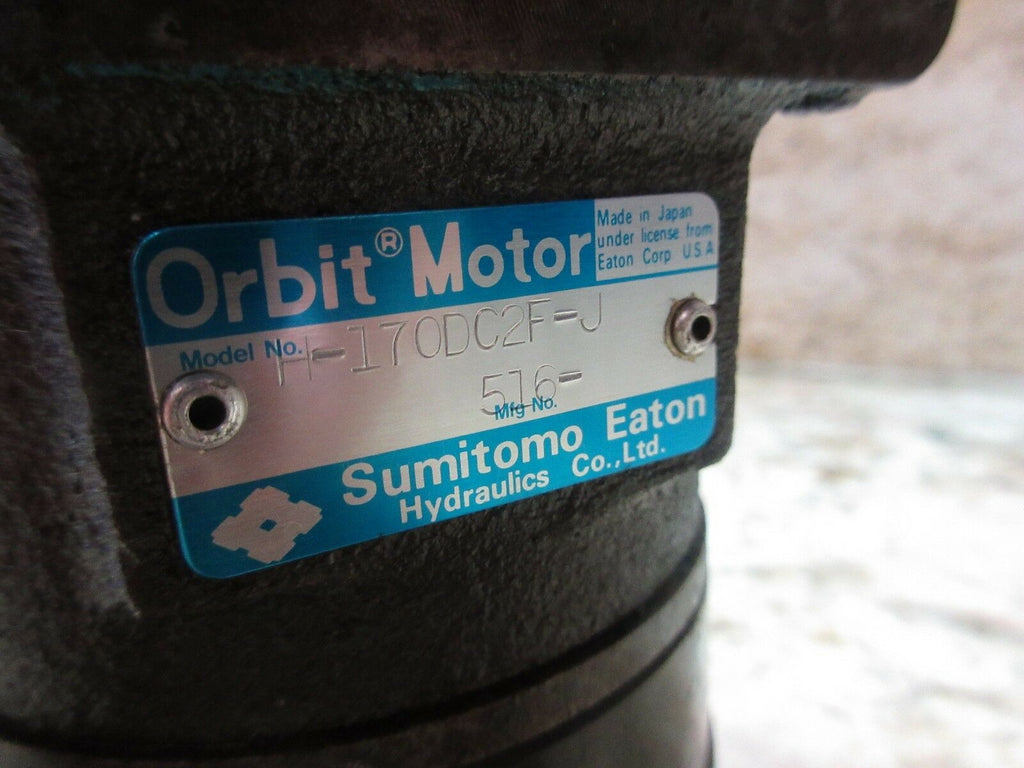 Orbit® Motor
Made in Japan
under license from
Eaton Corp U.S.A
Model No. H-170DC2F-J
516-
Mfg No.
Sumitomo Eaton
Hydraulics Co.,Ltd.